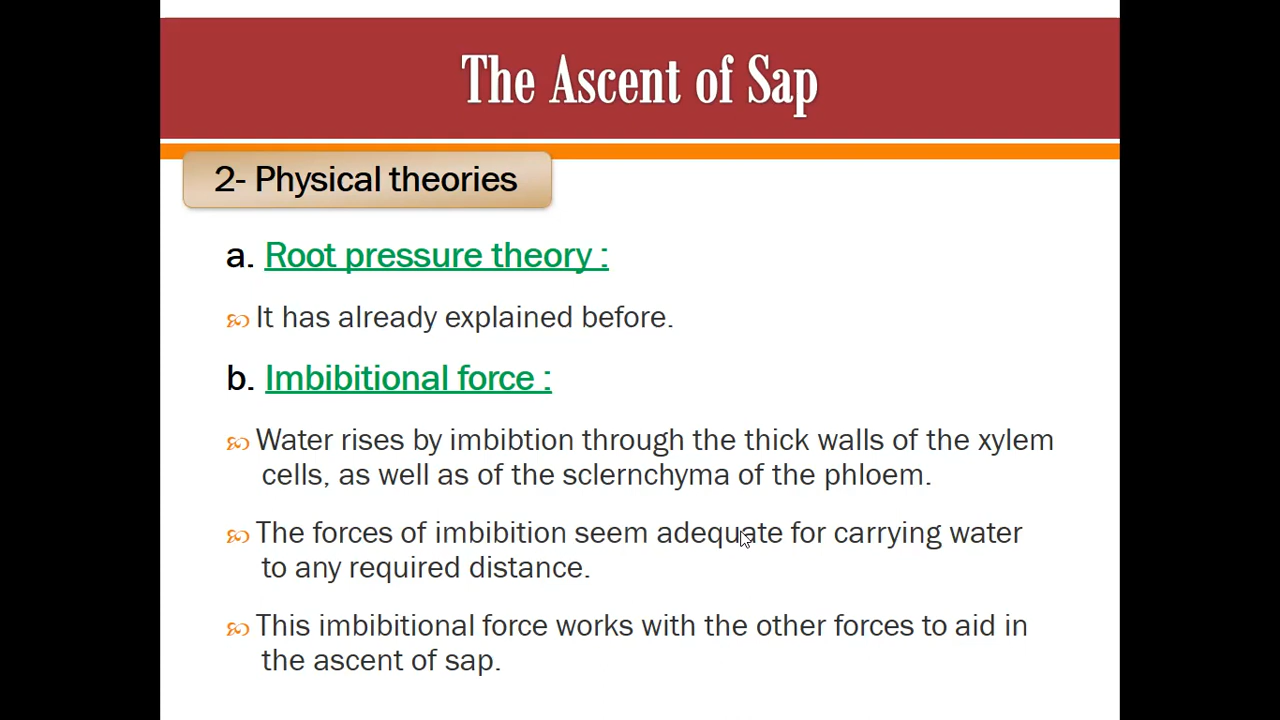 The Ascent of Sap
2- Physical theories
a. Root pressure theory :
It has already explained before.
b. Imbibitional force :
Water rises by imbibtion through the thick walls of the xylem
cells, as well as of the sclernchyma of the phloem.
The forces of imbibition seem adequate for carrying water
to any required distance.
This imbibitional force works with the other forces to aid in
the ascent of sap.